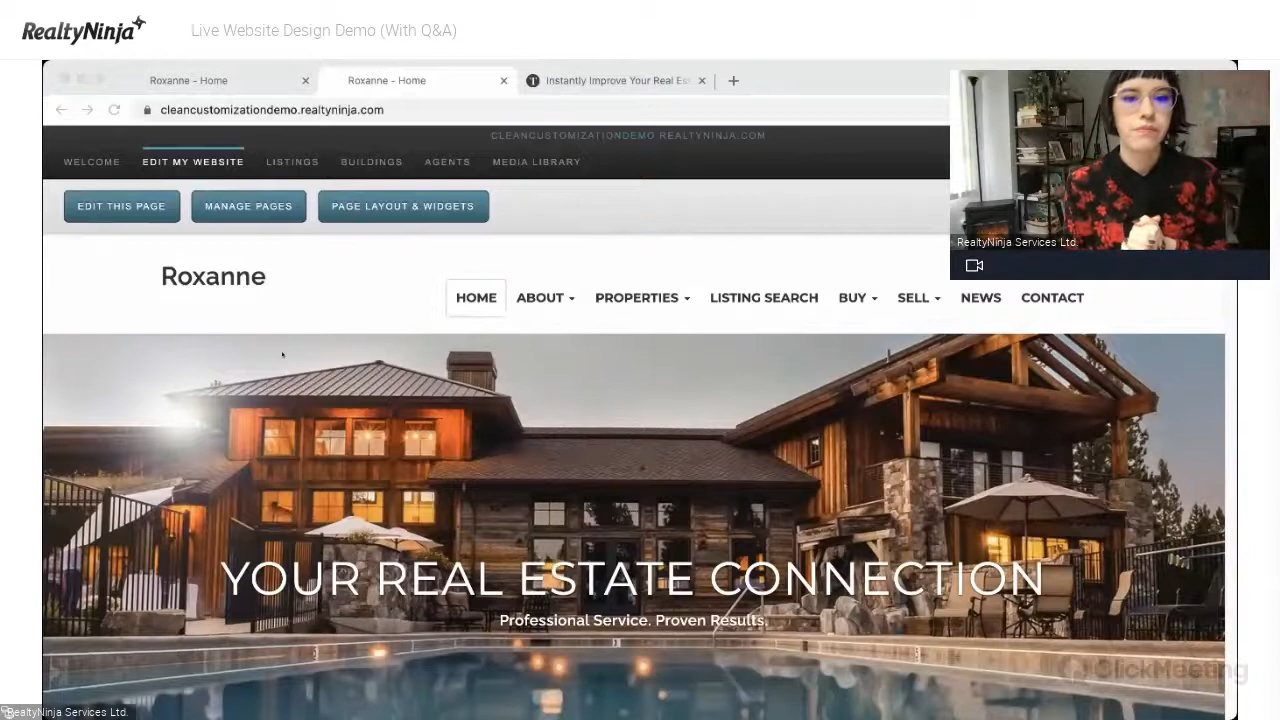 RealtyNinja
Live Website Design Demo (With Q&A)
Roxanne - Home
Roxanne - Home
Instantly Improve Your Real Es
cleancustomizationdemo.realtyninja.com
CLEANCUSTOMIZATIONDEMO.REALTYNINJA.COM
WELCOME EDIT MY WEBSITE LISTINGS BUILDINGS AGENTS MEDIA LIBRARY
EDIT THIS PAGE MANAGE PAGES PAGE LAYOUT & WIDGETS
RealtyNinja Services Ltd.
Roxanne
HOME ABOUT PROPERTIES LISTING SEARCH BUY SELL NEWS CONTACT
YOUR REAL ESTATE CONNECTION
Professional Service. Proven Results.
ClickMeeting
RealtyNinja Services Ltd.